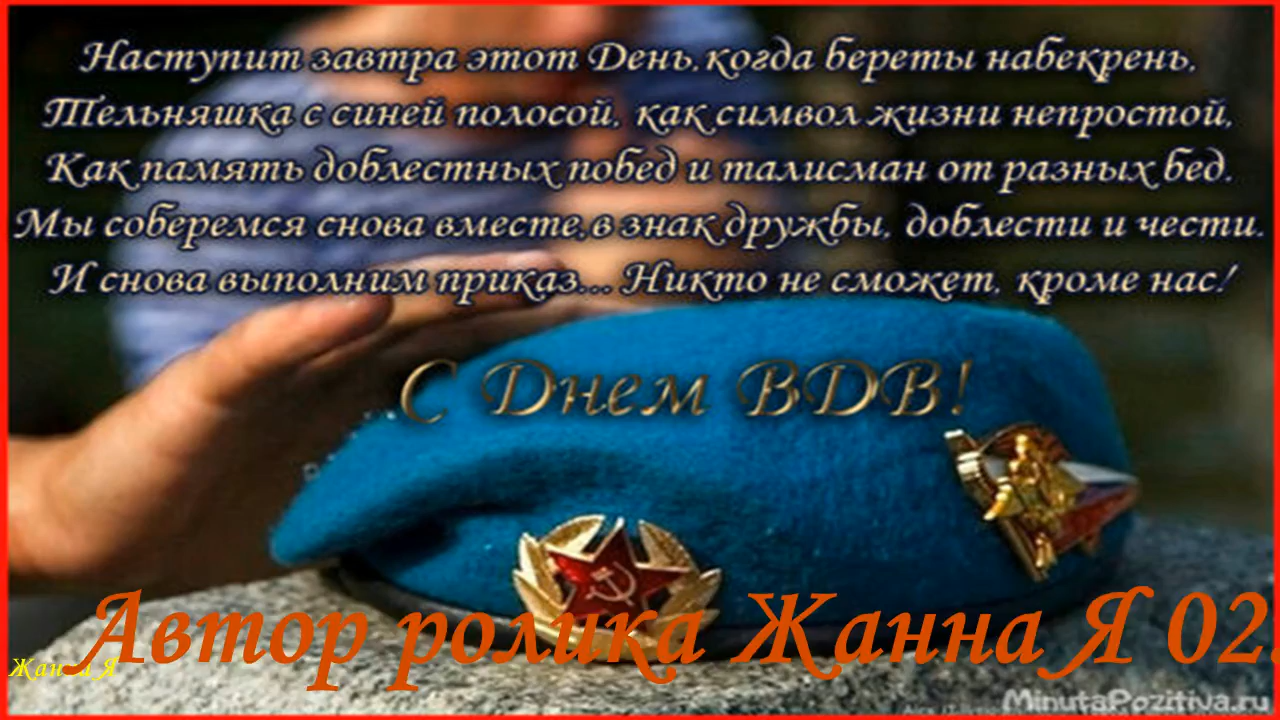 Наступит завтра этот День, когда береты набекрень,
Тельняшка с синей полосой, как символ жизни непростой,
Как память доблестных побед и талисман от разных бед.
Мы соберемся снова вместе, в знак дружбы, доблести и чести.
И снова выполним приказ... Никто не сможет, кроме нас!
С Днем ВДВ!
Автор ролика Жанна Я 02.
Жанна Я
MinutaPozitiva.ru